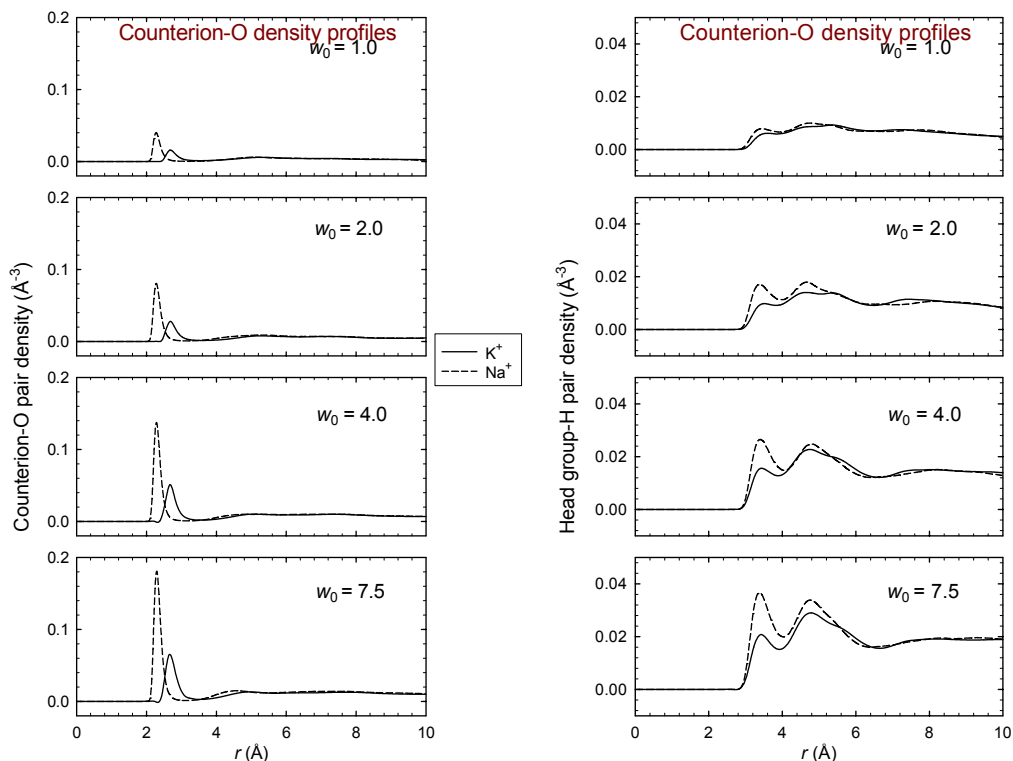 Counterion-O density profiles
w₀ = 1.0
0.2
0.1
0.0
w₀ = 2.0
0.2
0.1
0.0
w₀ = 4.0
0.2
0.1
0.0
w₀ = 7.5
0.2
0.1
0.0
0 2 4 6 8 10
r (Å)
Counterion-O pair density (Å⁻³)
K⁺
Na⁺
Counterion-O density profiles
w₀ = 1.0
0.04
0.02
0.00
w₀ = 2.0
0.04
0.02
0.00
w₀ = 4.0
0.04
0.02
0.00
w₀ = 7.5
0.04
0.02
0.00
0 2 4 6 8 10
r (Å)
Head group-H pair density (Å⁻³)